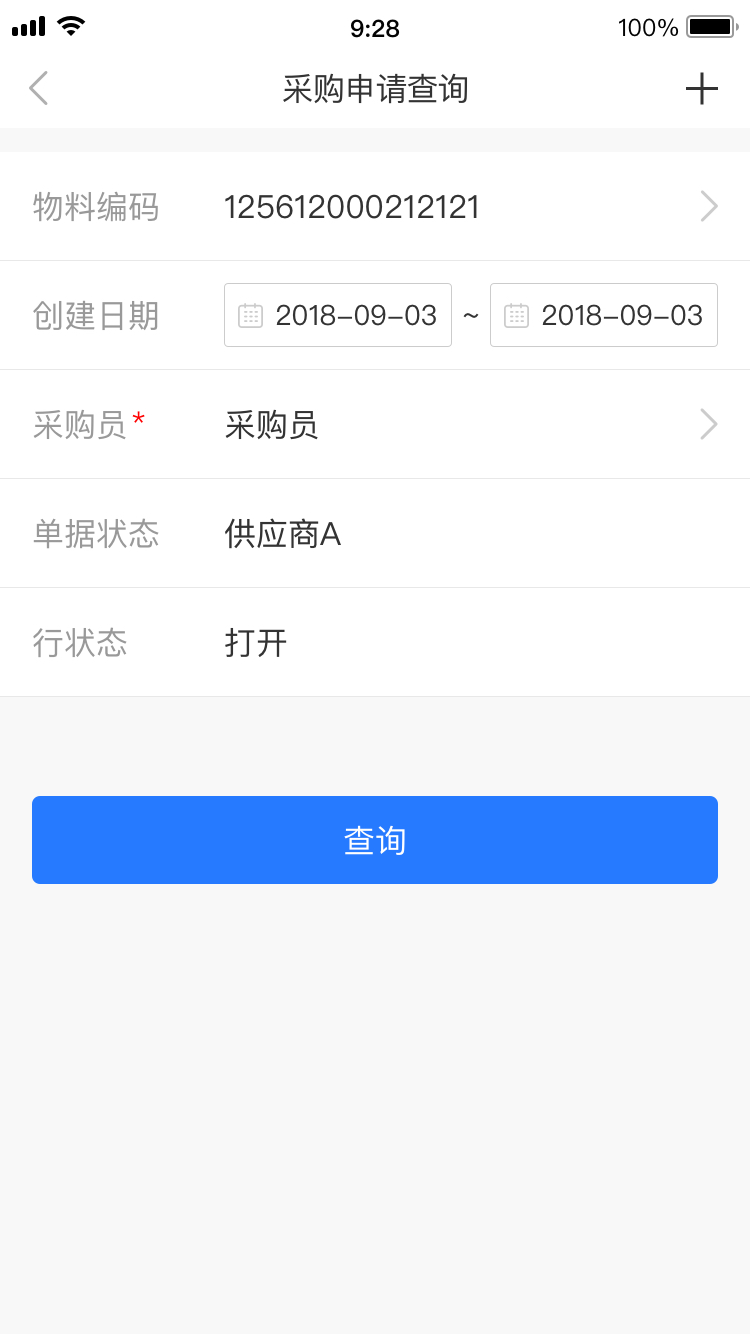 9:28 100%
采购申请查询
物料编码 125612000212121
创建日期 2018-09-03 ~ 2018-09-03
采购员* 采购员
单据状态 供应商A
行状态 打开
查询